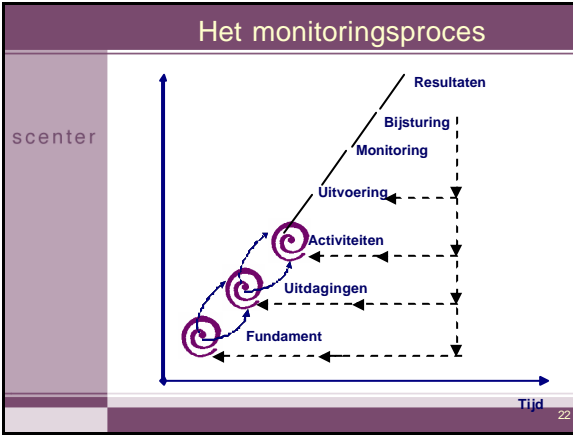 Het monitoringsproces
scenter
Resultaten
Bijsturing
Monitoring
Uitvoering
Activiteiten
Uitdagingen
Fundament
Tijd
22